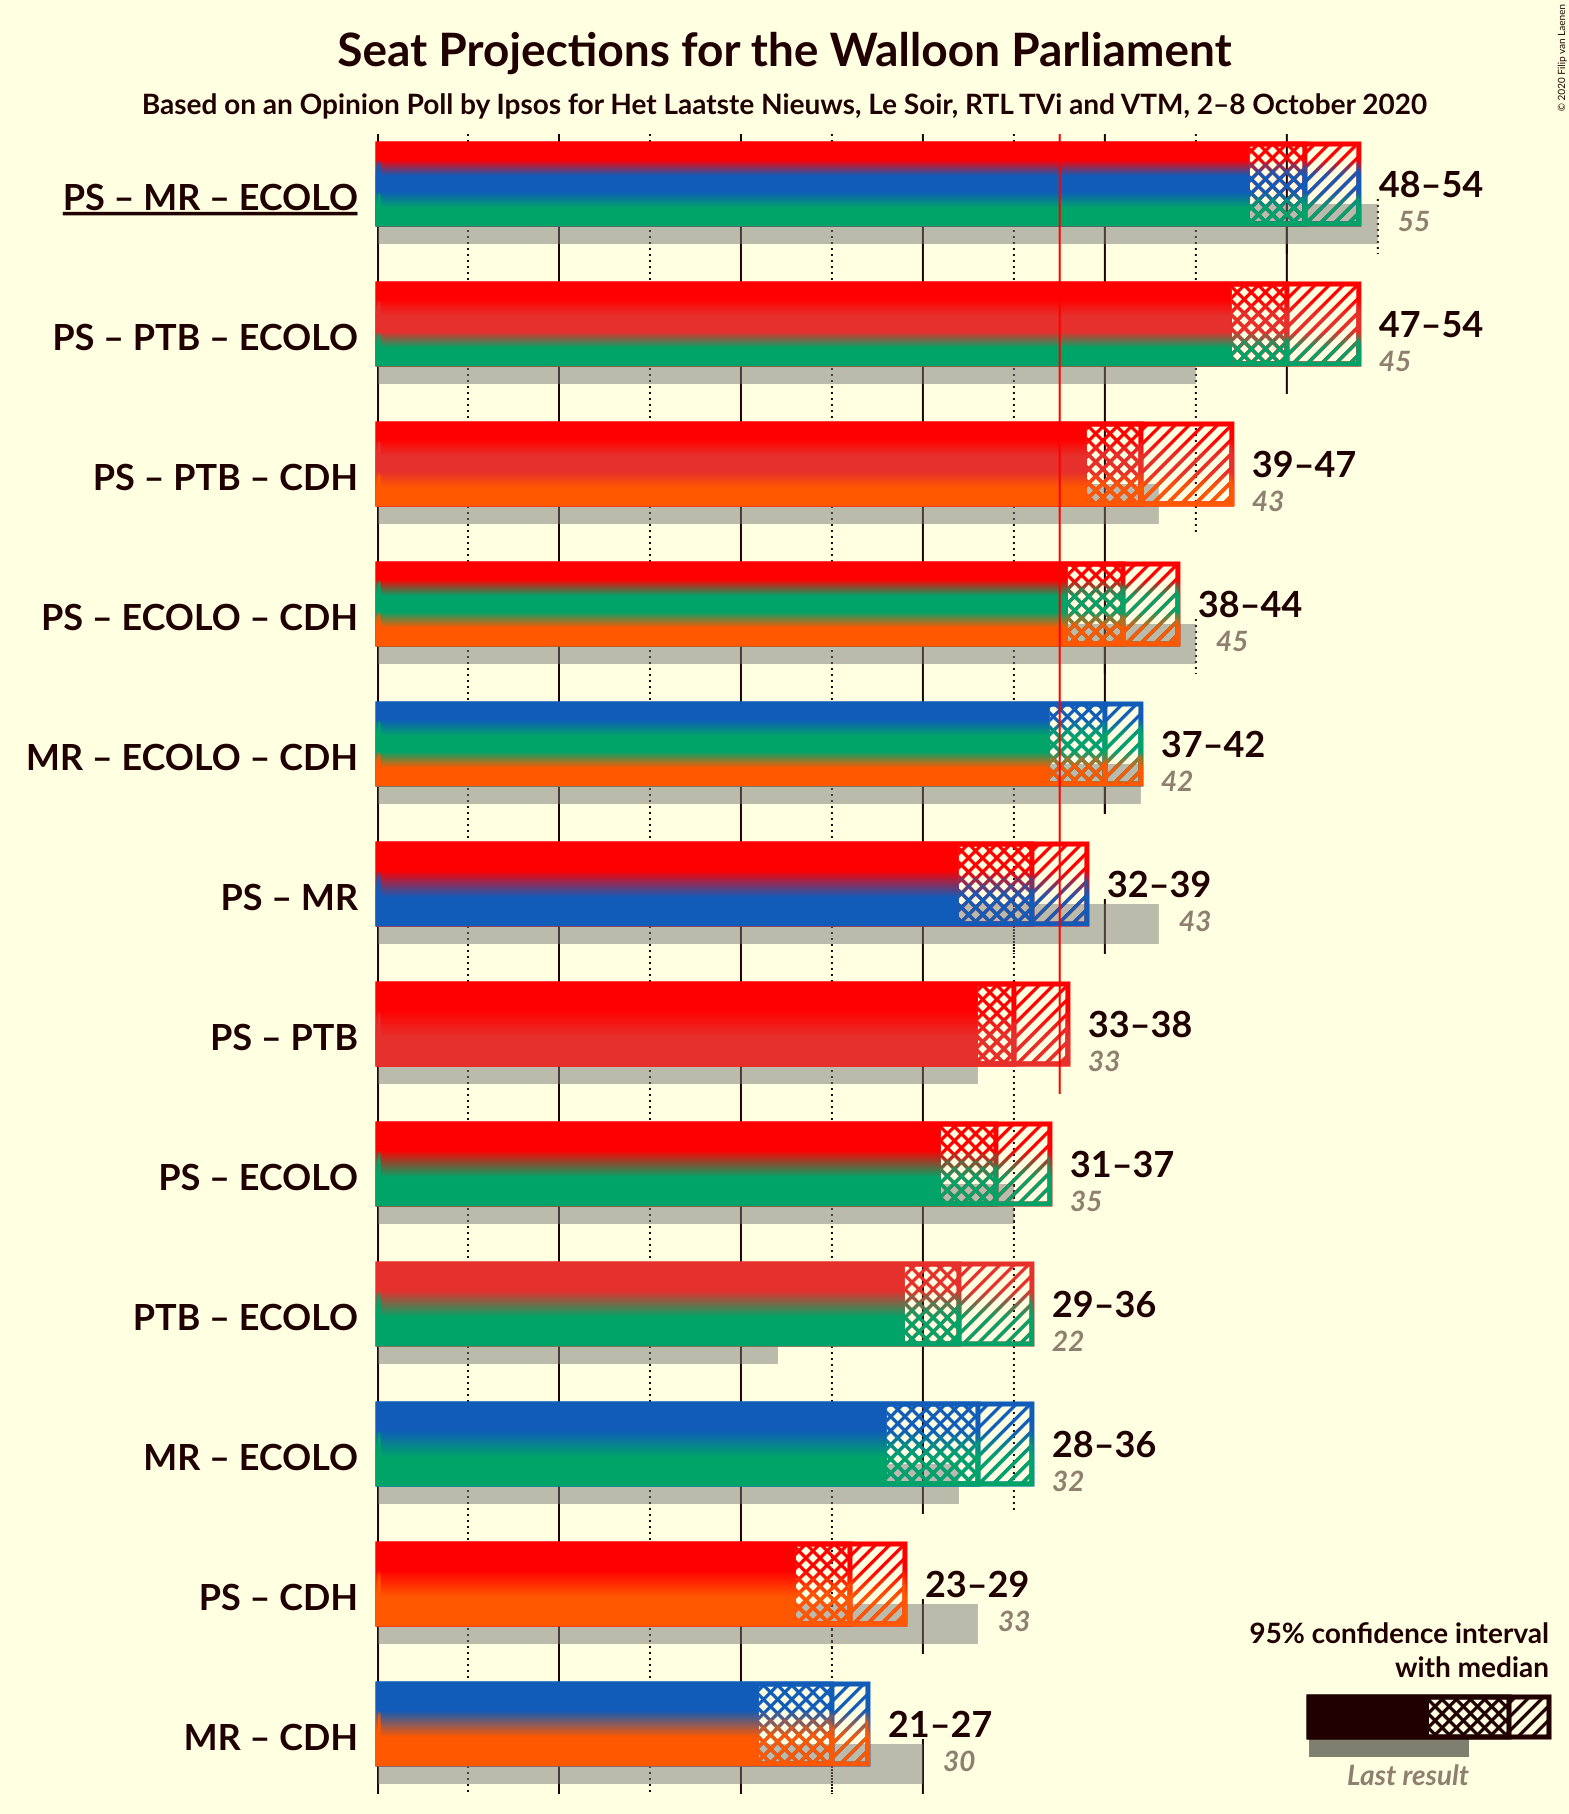 Seat Projections for the Walloon Parliament
Based on an Opinion Poll by Ipsos for Het Laatste Nieuws, Le Soir, RTL TVi and VTM, 2–8 October 2020
© 2020 Filip van Laenen
PS – MR – ECOLO
48–54
55
PS – PTB – ECOLO
47–54
45
PS – PTB – CDH
39–47
43
PS – ECOLO – CDH
38–44
45
MR – ECOLO – CDH
37–42
42
PS – MR
32–39
43
PS – PTB
33–38
33
PS – ECOLO
31–37
35
PTB – ECOLO
29–36
22
MR – ECOLO
28–36
32
PS – CDH
23–29
33
MR – CDH
21–27
30
95% confidence interval
with median
Last result